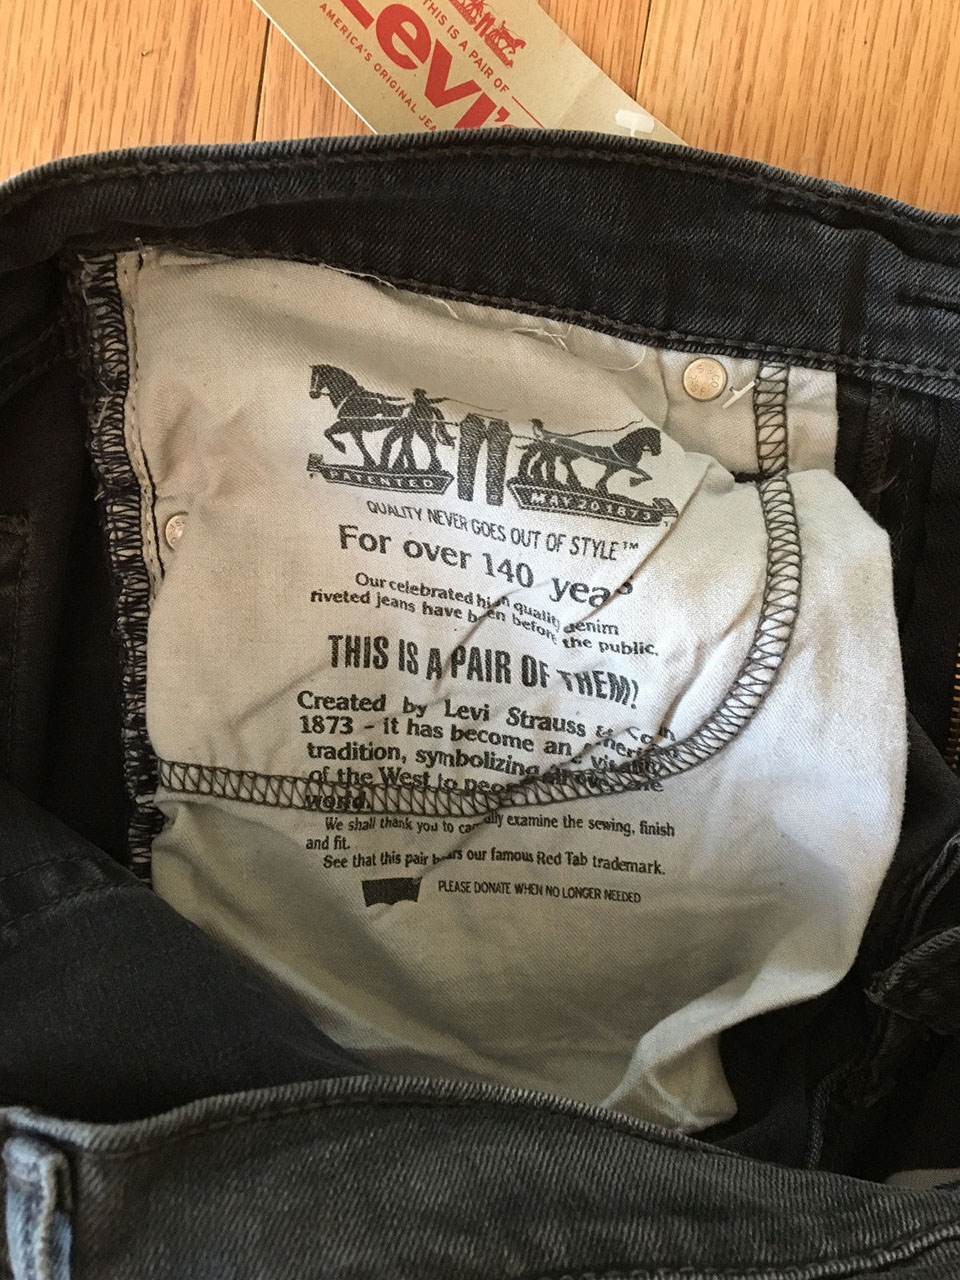 THIS IS A PAIR OF
Levi's
AMERICA'S ORIGINAL
PATENTED MAY 20 1873
QUALITY NEVER GOES OUT OF STYLE™
For over 140
Our celebrated high quality denim
riveted jeans have been before the public.
THIS IS A PAIR OF THEM!
Created by Levi Strauss & Co. in
1873 - it has become an
tradition, symbolizing
of the West to
world.
We shall thank you to carefully examine the sewing, finish
and fit.
See that this pair bears our famous Red Tab trademark.
PLEASE DONATE WHEN NO LONGER NEEDED